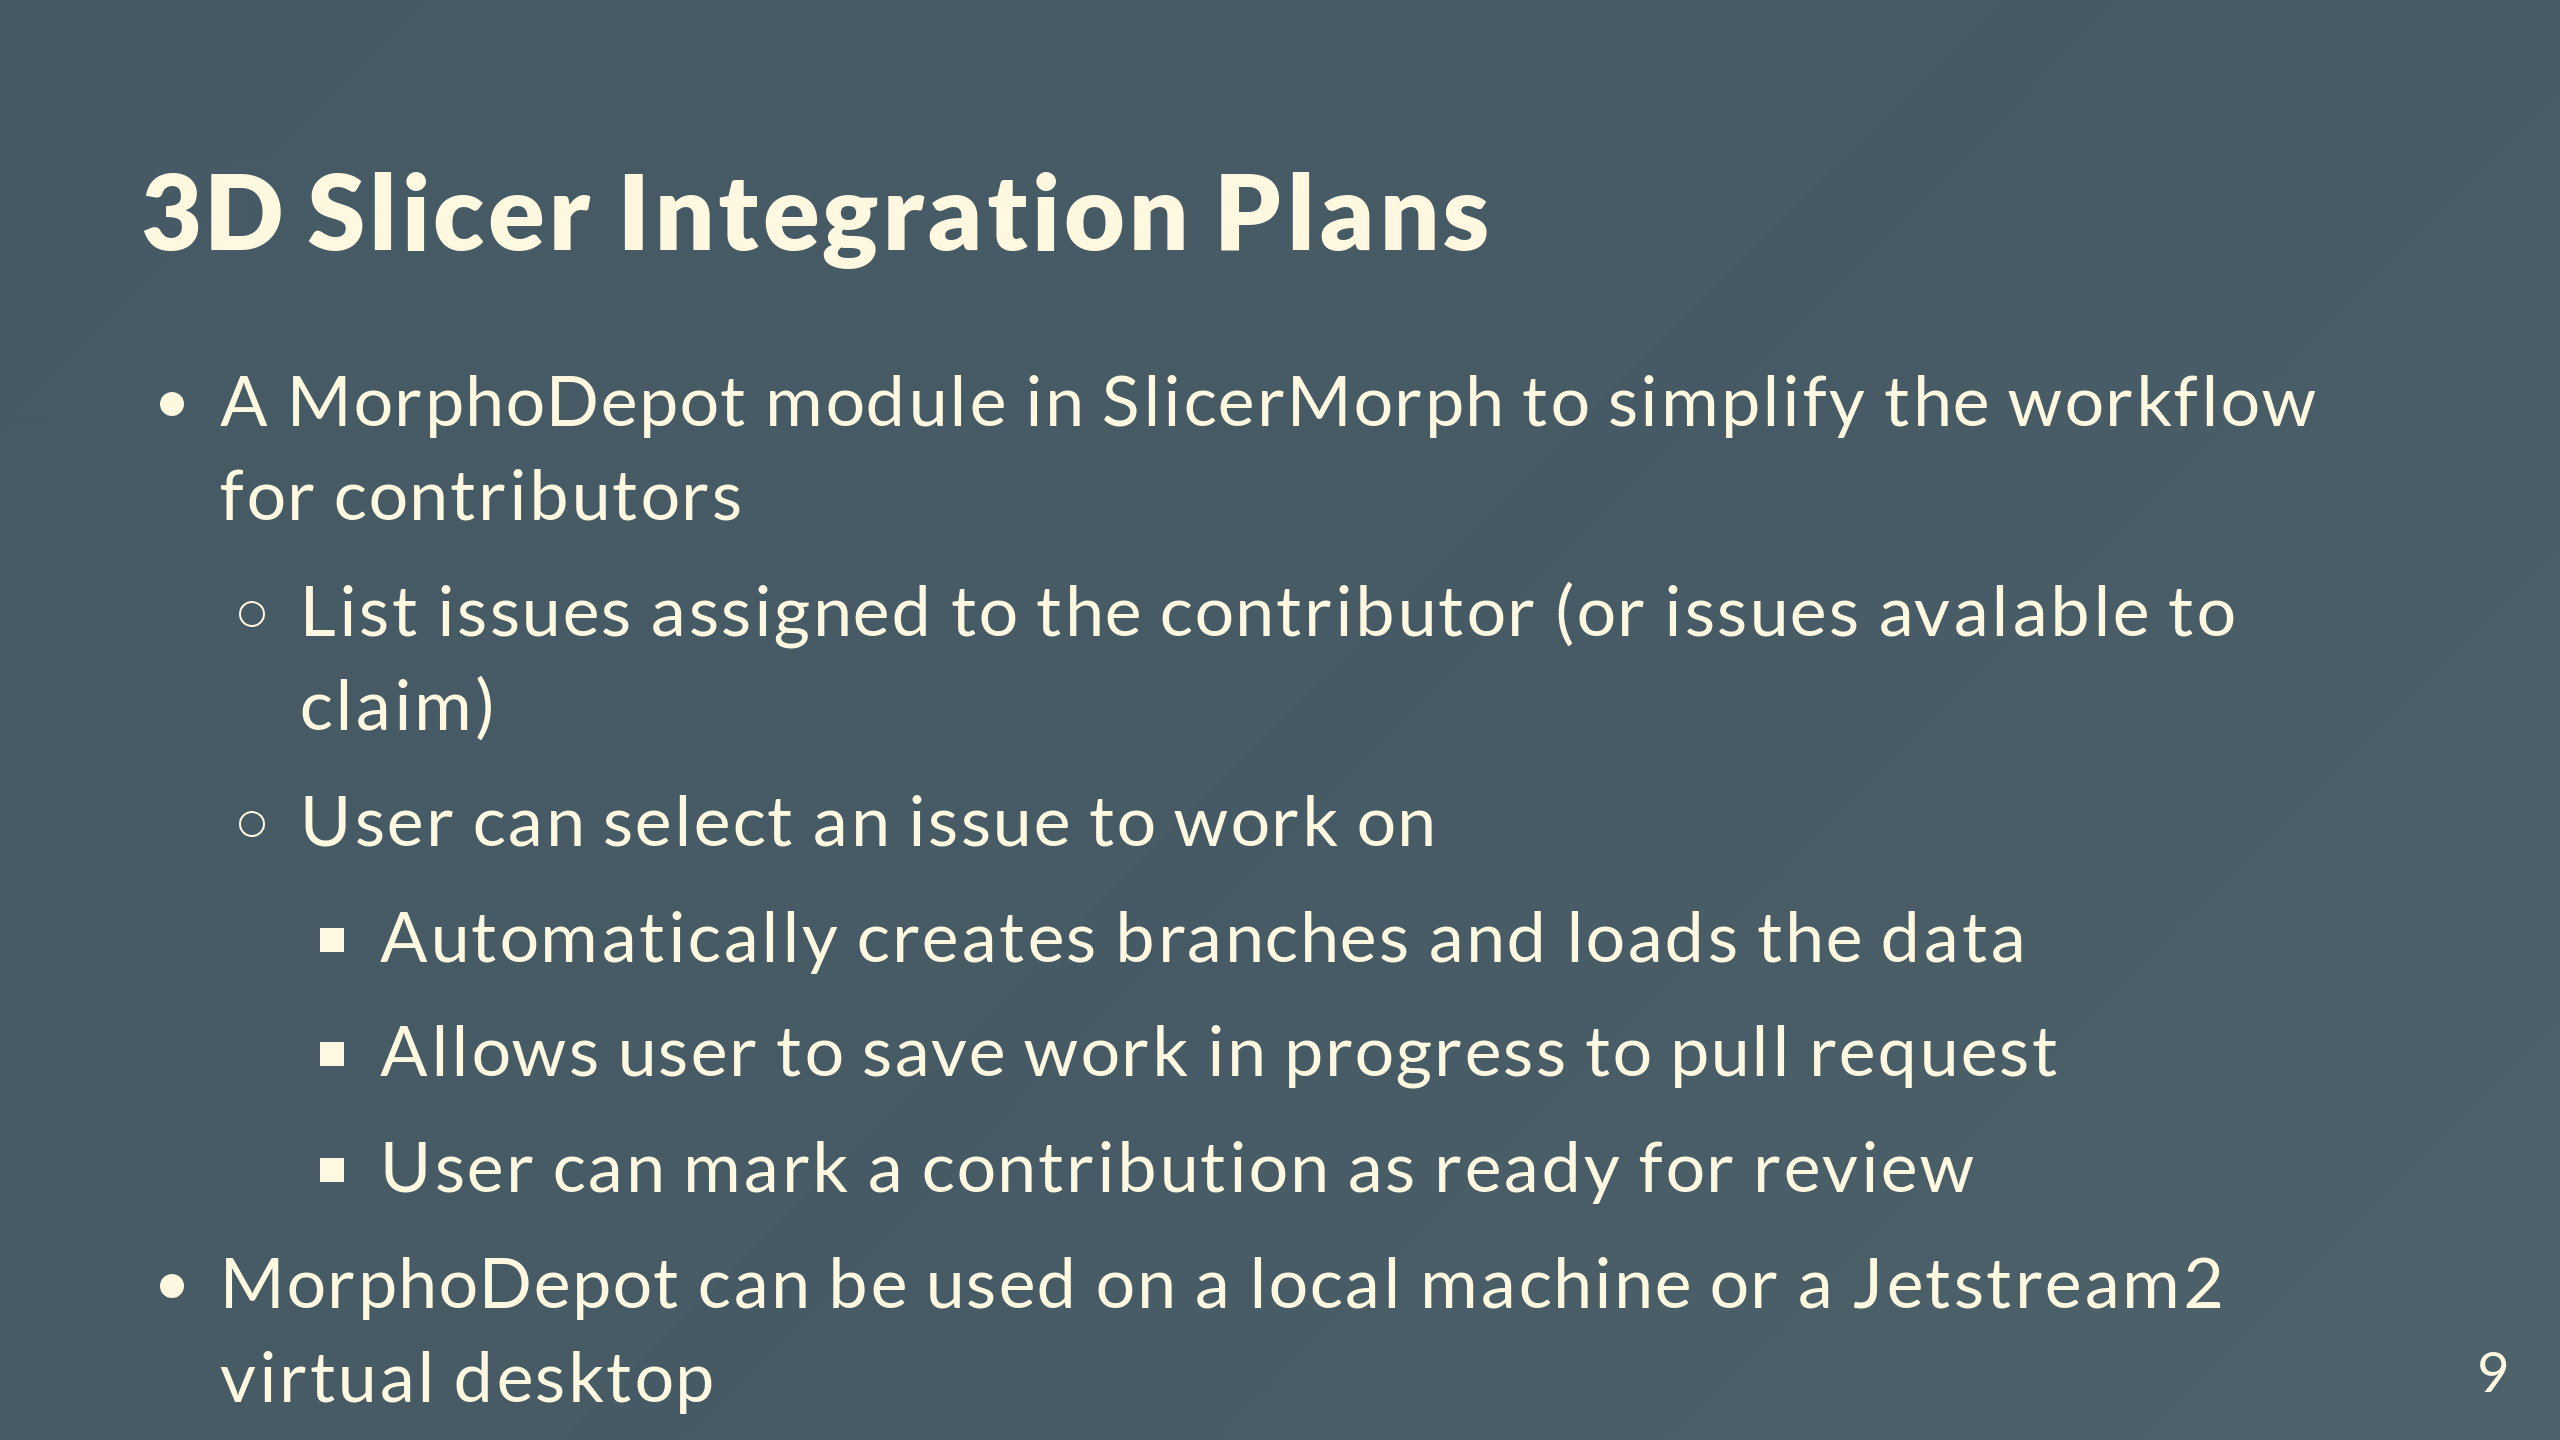 3D Slicer Integration Plans
A MorphoDepot module in SlicerMorph to simplify the workflow
for contributors
List issues assigned to the contributor (or issues avalable to
claim)
User can select an issue to work on
Automatically creates branches and loads the data
Allows user to save work in progress to pull request
User can mark a contribution as ready for review
MorphoDepot can be used on a local machine or a Jetstream2
virtual desktop
9